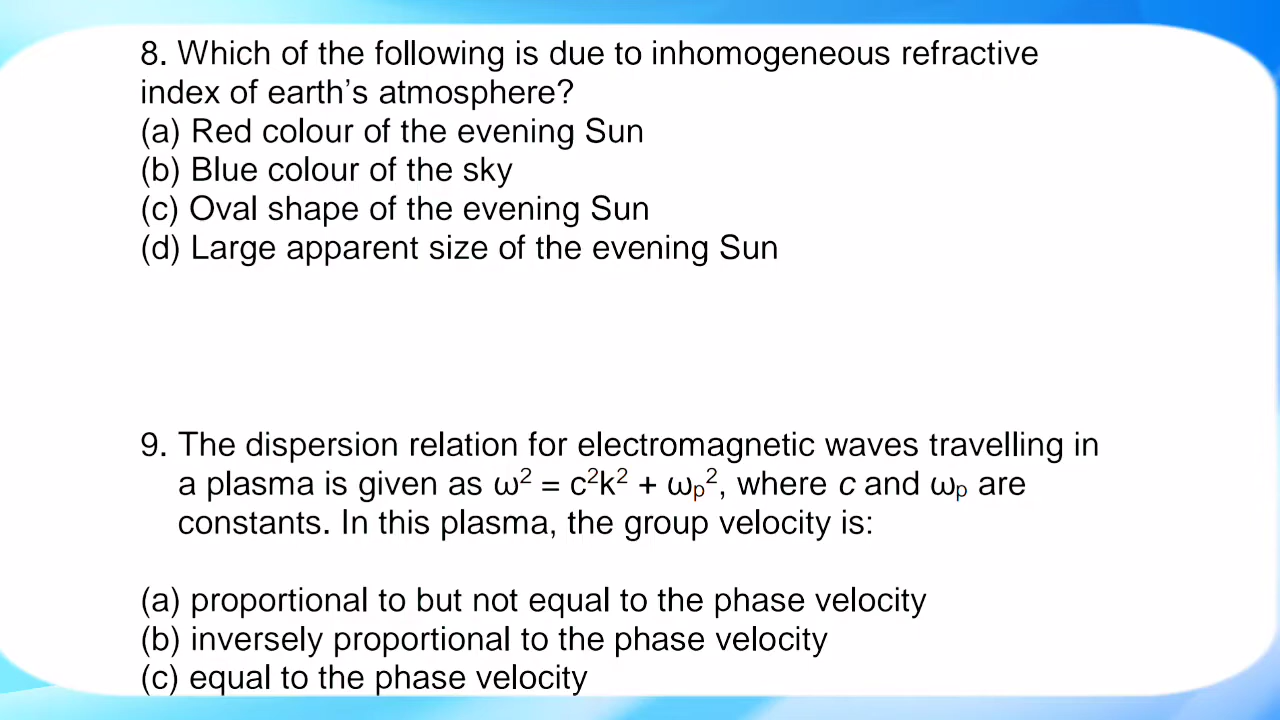 8. Which of the following is due to inhomogeneous refractive
index of earth’s atmosphere?
(a) Red colour of the evening Sun
(b) Blue colour of the sky
(c) Oval shape of the evening Sun
(d) Large apparent size of the evening Sun
9. The dispersion relation for electromagnetic waves travelling in
a plasma is given as ω² = c²k² + ωₚ², where c and ωₚ are
constants. In this plasma, the group velocity is:
(a) proportional to but not equal to the phase velocity
(b) inversely proportional to the phase velocity
(c) equal to the phase velocity